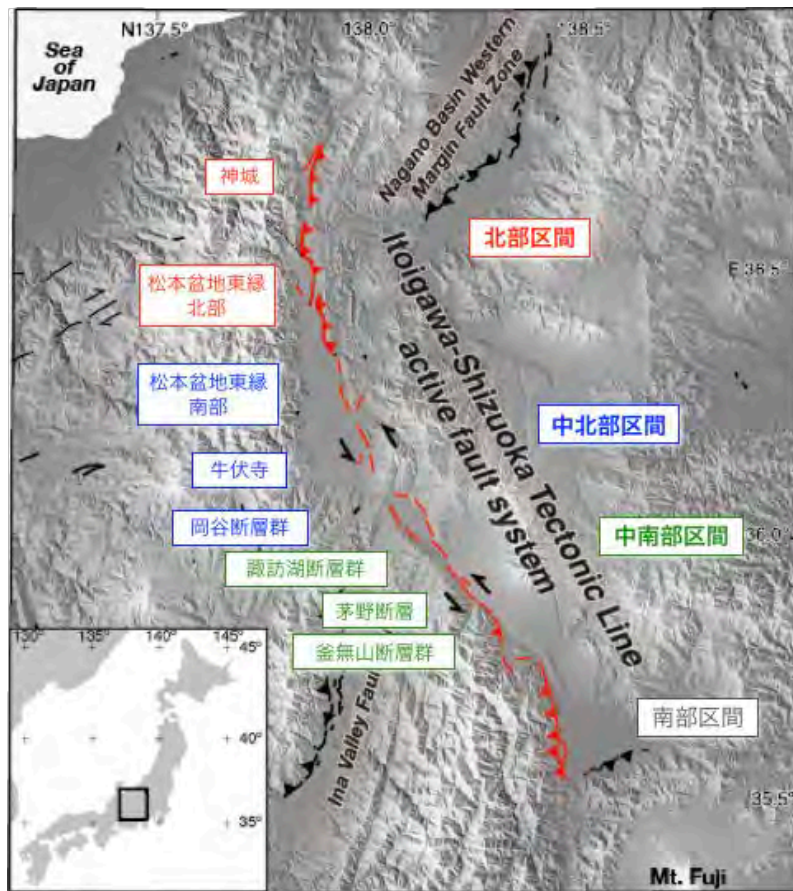 N137.5°
138.0°
138.5°
Sea
of
Japan
Nagano Basin Western
Margin Fault Zone
神城
北部区間
E 36.5°
松本盆地東縁
北部
Itoigawa-Shizuoka Tectonic Line
active fault system
松本盆地東縁
南部
中北部区間
牛伏寺
岡谷断層群
中南部区間
36.0°
諏訪湖断層群
茅野断層
釜無山断層群
Ina Valley Fault
南部区間
130°
135°
140°
145°
45°
40°
35°
35.5°
Mt. Fuji